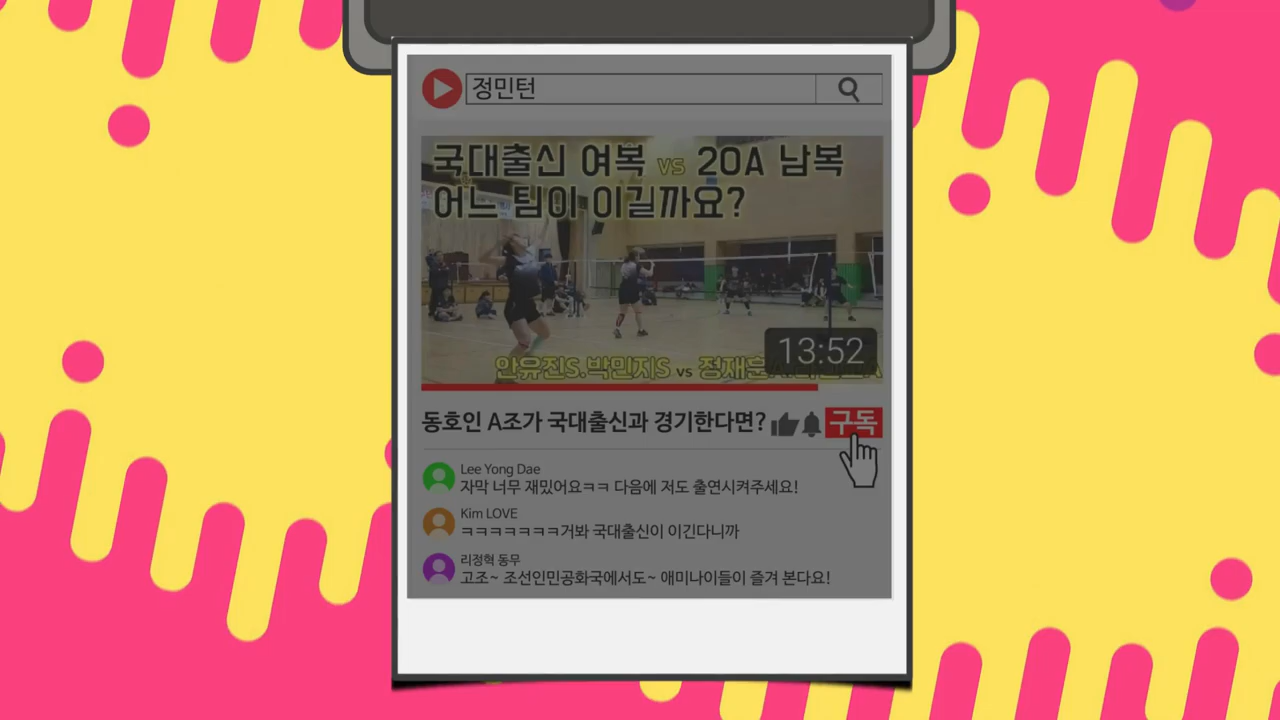 정민턴
국대출신 여복 vs 20A 남복
어느 팀이 이길까요?
13:52
안유진S.박민지S vs 정재훈A
동호인 A조가 국대출신과 경기한다면?
구독
Lee Yong Dae
자막 너무 재밌어요ㅋㅋ 다음에 저도 출연시켜주세요!
Kim LOVE
ㅋㅋㅋㅋㅋㅋㅋ거봐 국대출신이 이긴다니까
리정혁 동무
고조~ 조선인민공화국에서도~ 애미나이들이 즐겨 본다요!